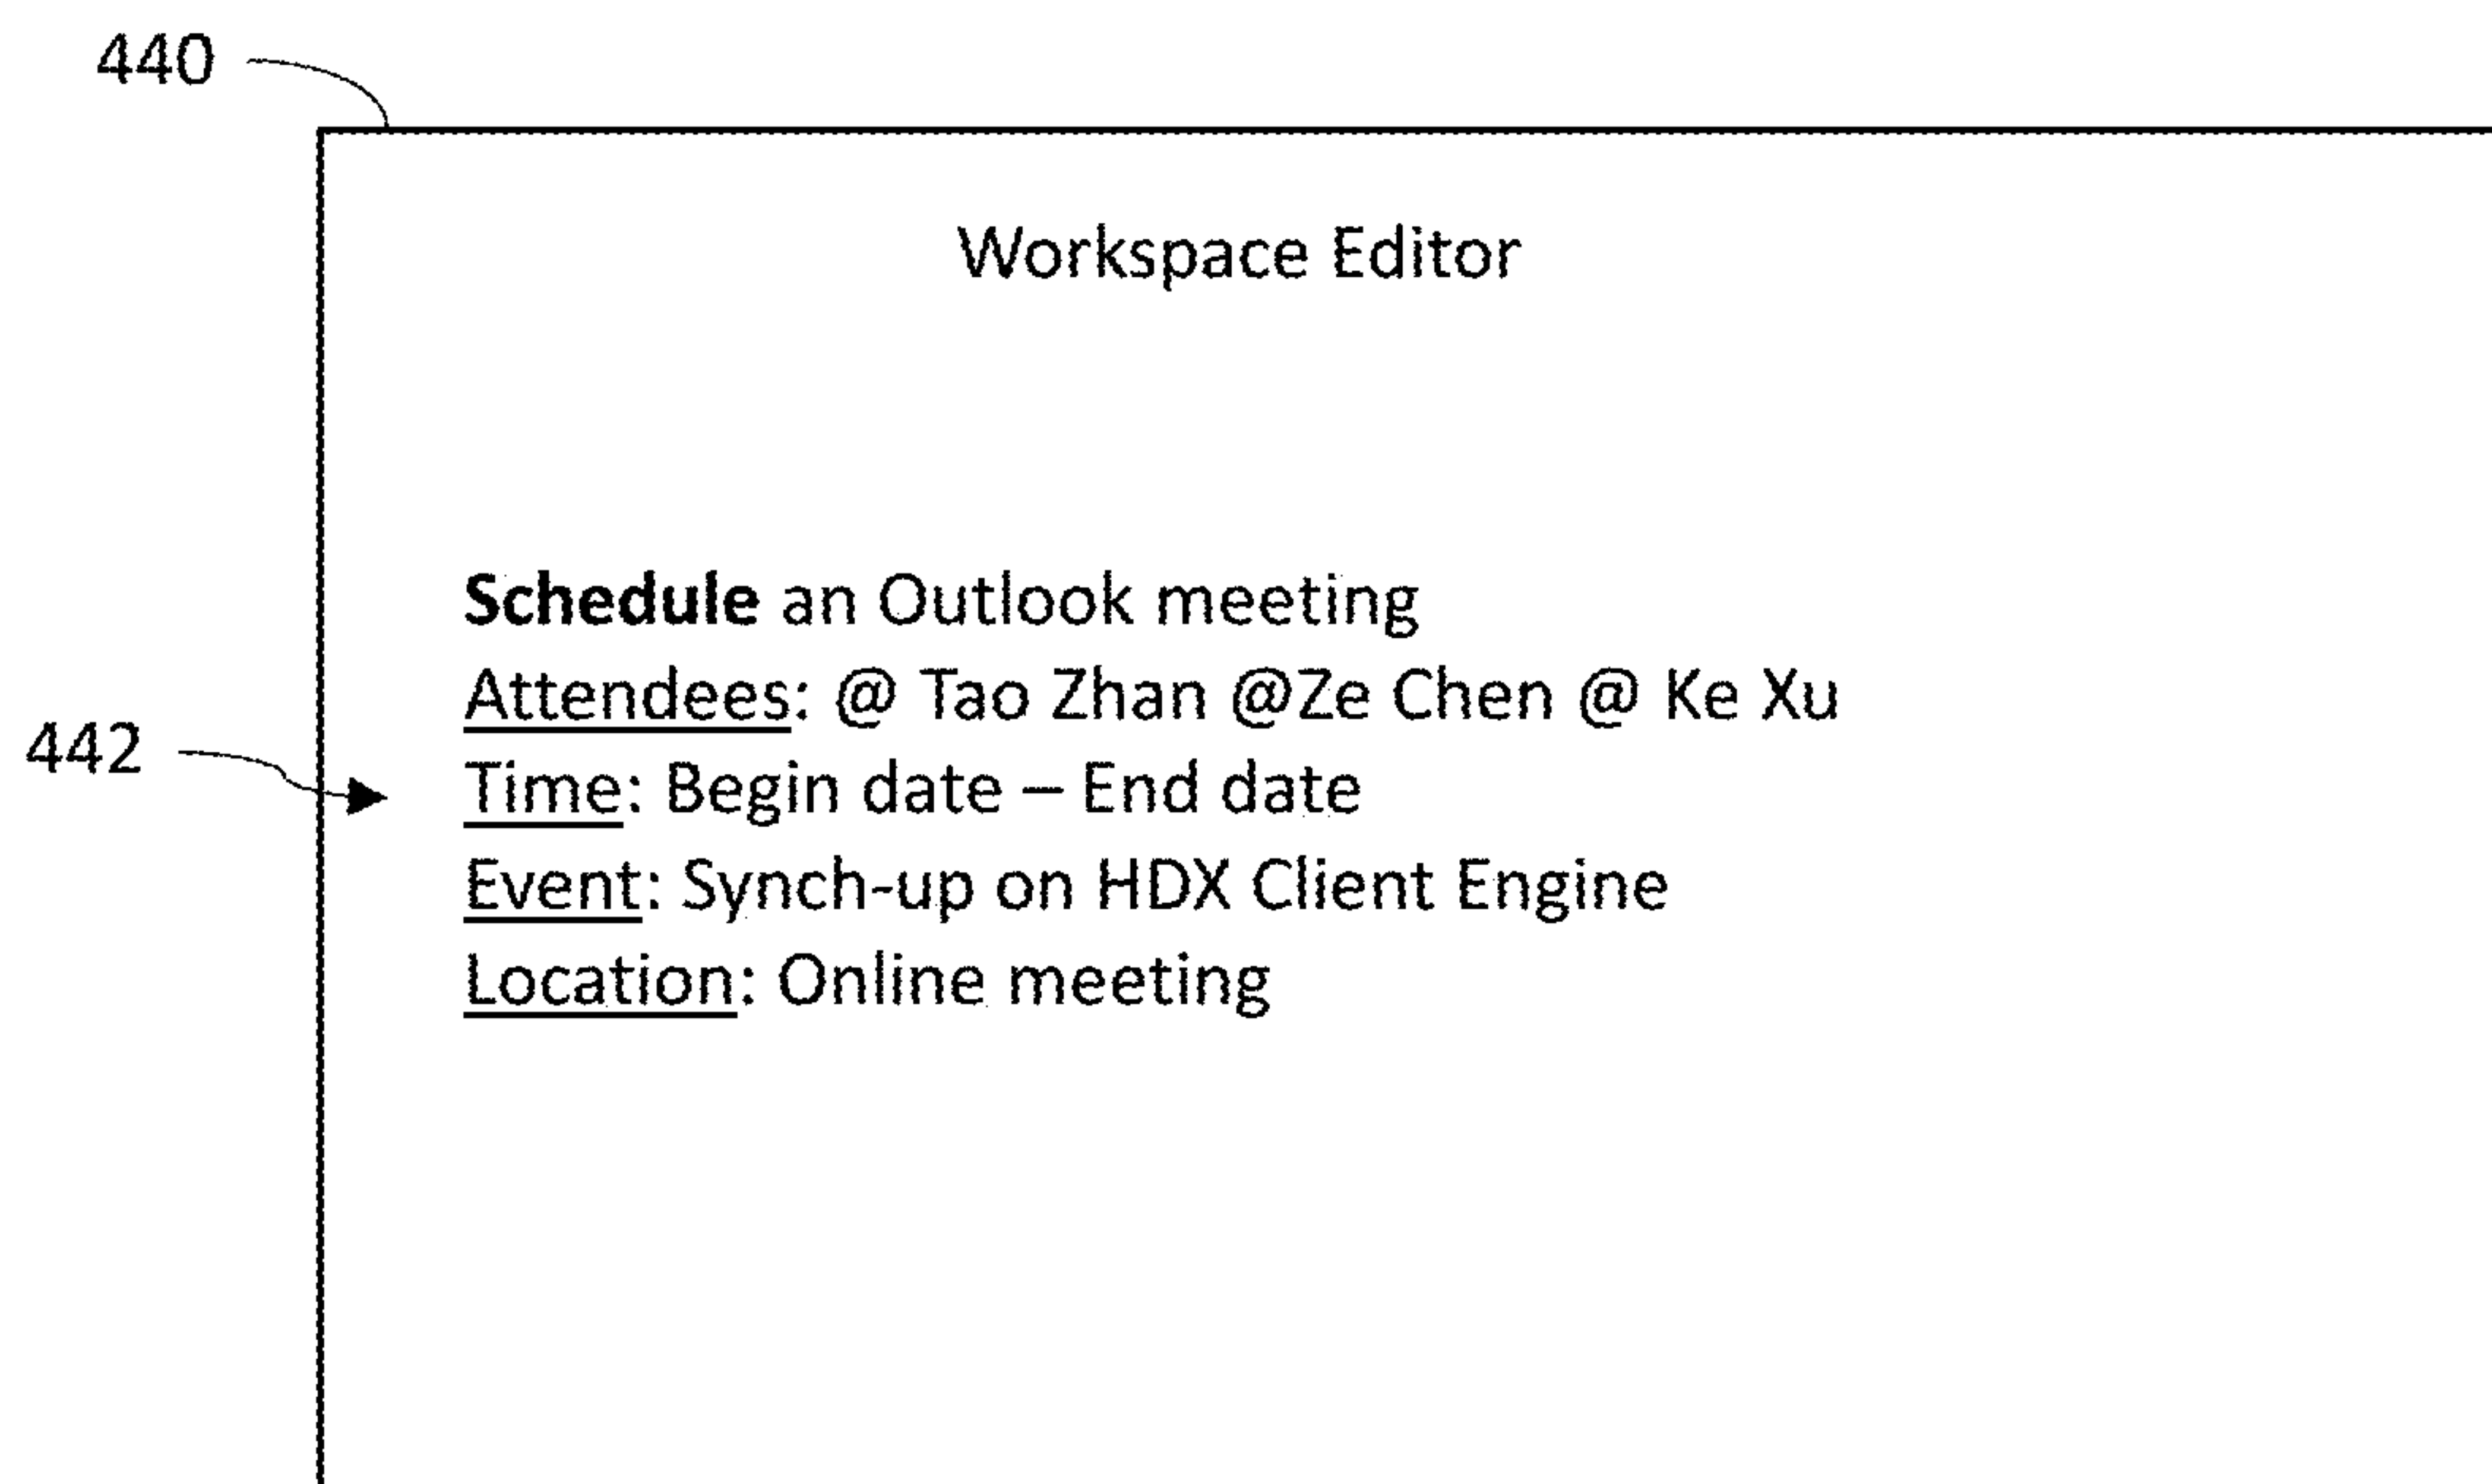 440
Workspace Editor
Schedule an Outlook meeting
Attendees: @ Tao Zhan @Ze Chen @ Ke Xu
442
Time: Begin date – End date
Event: Synch-up on HDX Client Engine
Location: Online meeting